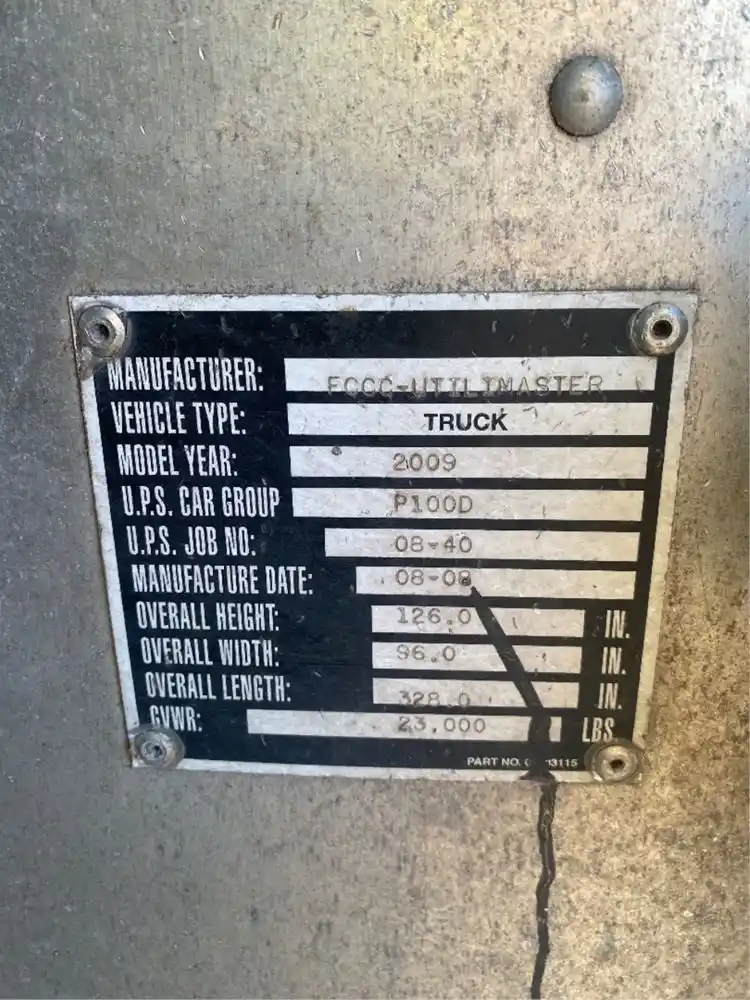 MANUFACTURER: FCCC-UTILIMASTER
VEHICLE TYPE: TRUCK
MODEL YEAR: 2009
U.P.S. CAR GROUP P100D
U.P.S. JOB NO: 08-40
MANUFACTURE DATE: 08-08
OVERALL HEIGHT: 126.0 IN.
OVERALL WIDTH: 96.0 IN.
OVERALL LENGTH: 328.0 IN.
GVWR: 23,000 LBS
PART NO.